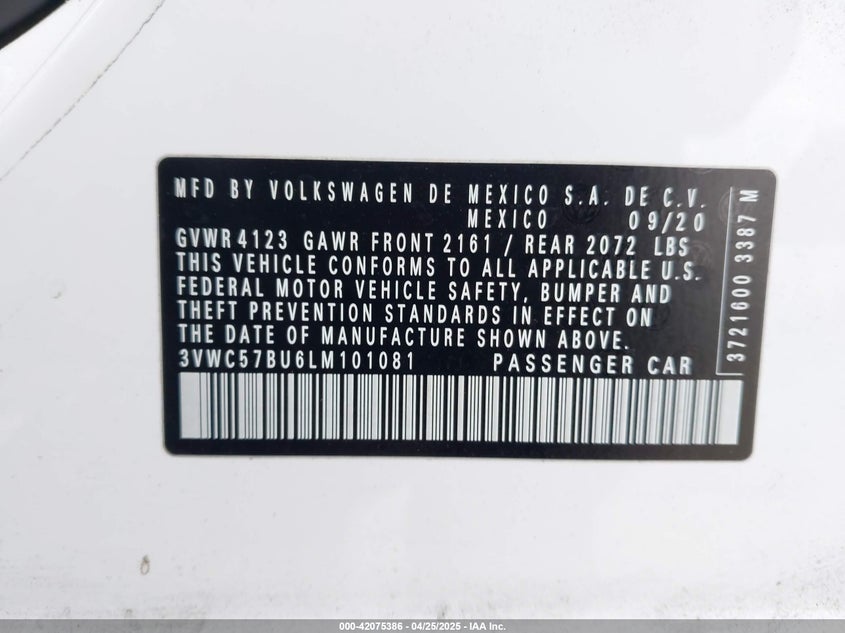 MFD BY VOLKSWAGEN DE MEXICO S.A. DE C.V.
MEXICO 09/20
GVWR 4123 GAWR FRONT 2161 / REAR 2072 LBS
THIS VEHICLE CONFORMS TO ALL APPLICABLE U.S.
FEDERAL MOTOR VEHICLE SAFETY, BUMPER AND
THEFT PREVENTION STANDARDS IN EFFECT ON
THE DATE OF MANUFACTURE SHOWN ABOVE.
3VWC57BU6LM101081 PASSENGER CAR
3721600 3387 M
000-42075386 - 04/25/2025 - IAA Inc.